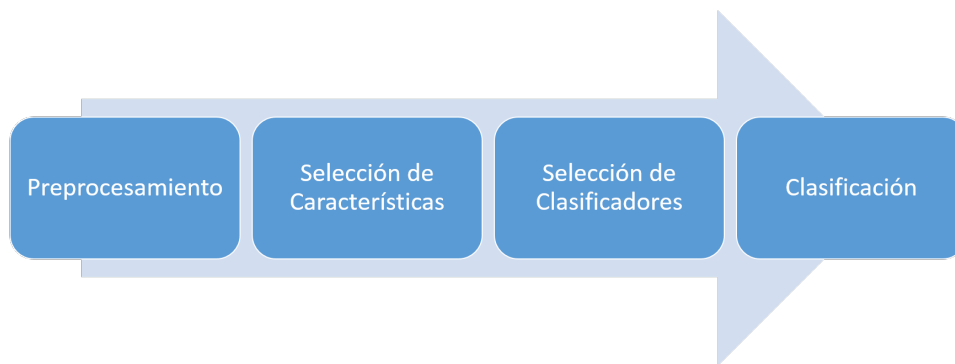 Preprocesamiento
Selección de
Características
Selección de
Clasificadores
Clasificación